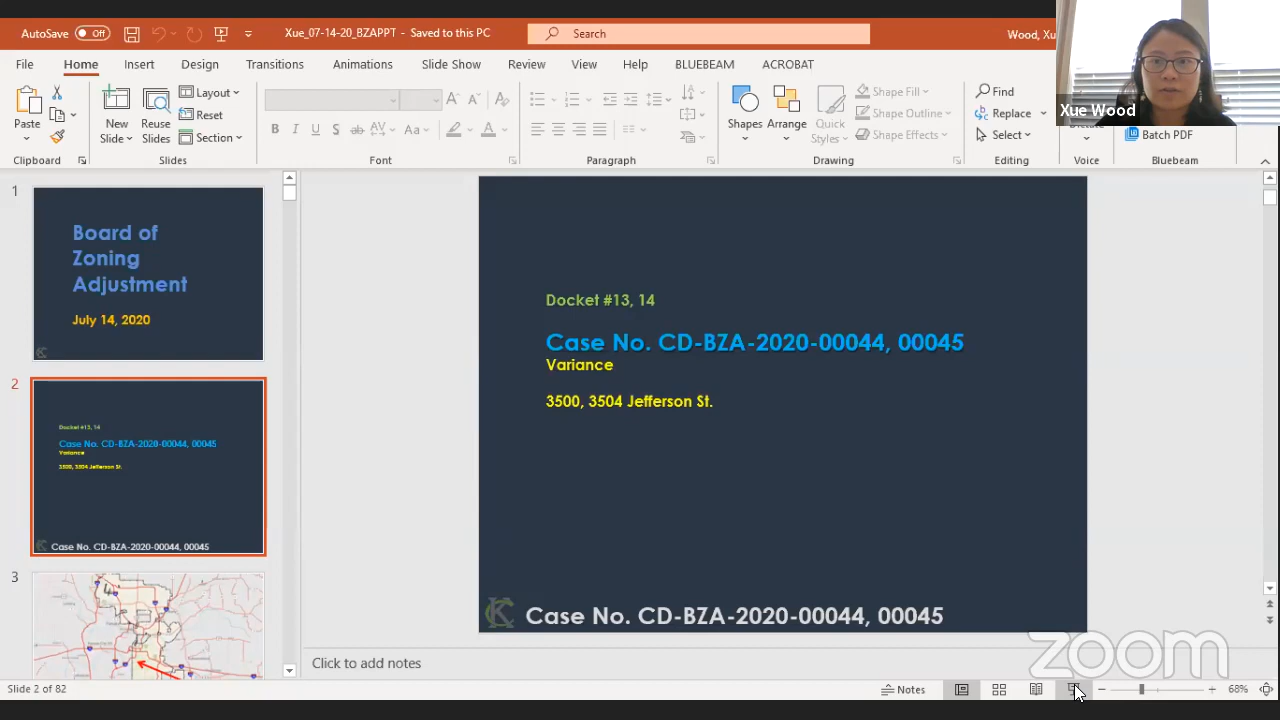 AutoSave
Off
Xue_07-14-20_BZAPPT - Saved to this PC
Search
Wood, Xu
File
Home
Insert
Design
Transitions
Animations
Slide Show
Review
View
Help
BLUEBEAM
ACROBAT
Xue Wood
Paste
New
Slide
Reuse
Slides
Layout
Reset
Section
B I U S ab AV Aa A
Shapes
Arrange
Quick
Styles
Shape Fill
Shape Outline
Shape Effects
Find
Replace
Select
Batch PDF
Clipboard
Slides
Font
Paragraph
Drawing
Editing
Voice
Bluebeam
1
Board of
Zoning
Adjustment
July 14, 2020
2
Docket #13, 14
Case No. CD-BZA-2020-00044, 00045
Variance
3500, 3504 Jefferson St.
Case No. CD-BZA-2020-00044, 00045
3
Docket #13, 14
Case No. CD-BZA-2020-00044, 00045
Variance
3500, 3504 Jefferson St.
KC Case No. CD-BZA-2020-00044, 00045
Click to add notes
zoom
Slide 2 of 82
Notes
68%